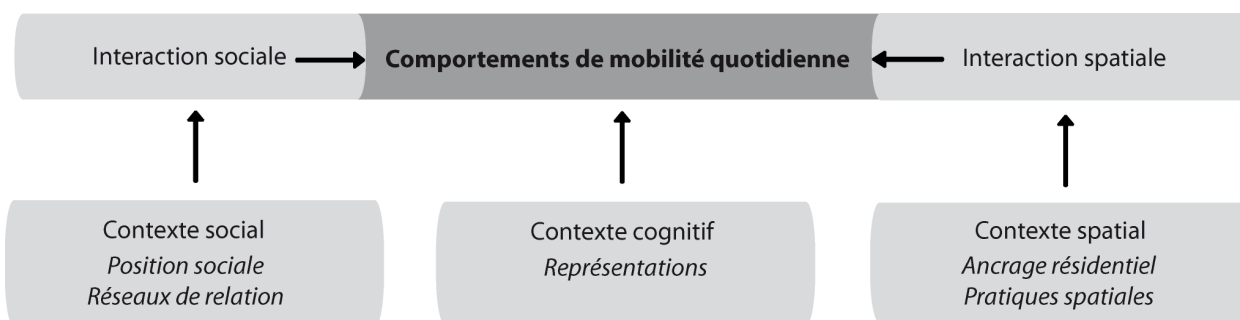 Interaction sociale
Comportements de mobilité quotidienne
Interaction spatiale
Contexte social
Position sociale
Réseaux de relation
Contexte cognitif
Représentations
Contexte spatial
Ancrage résidentiel
Pratiques spatiales